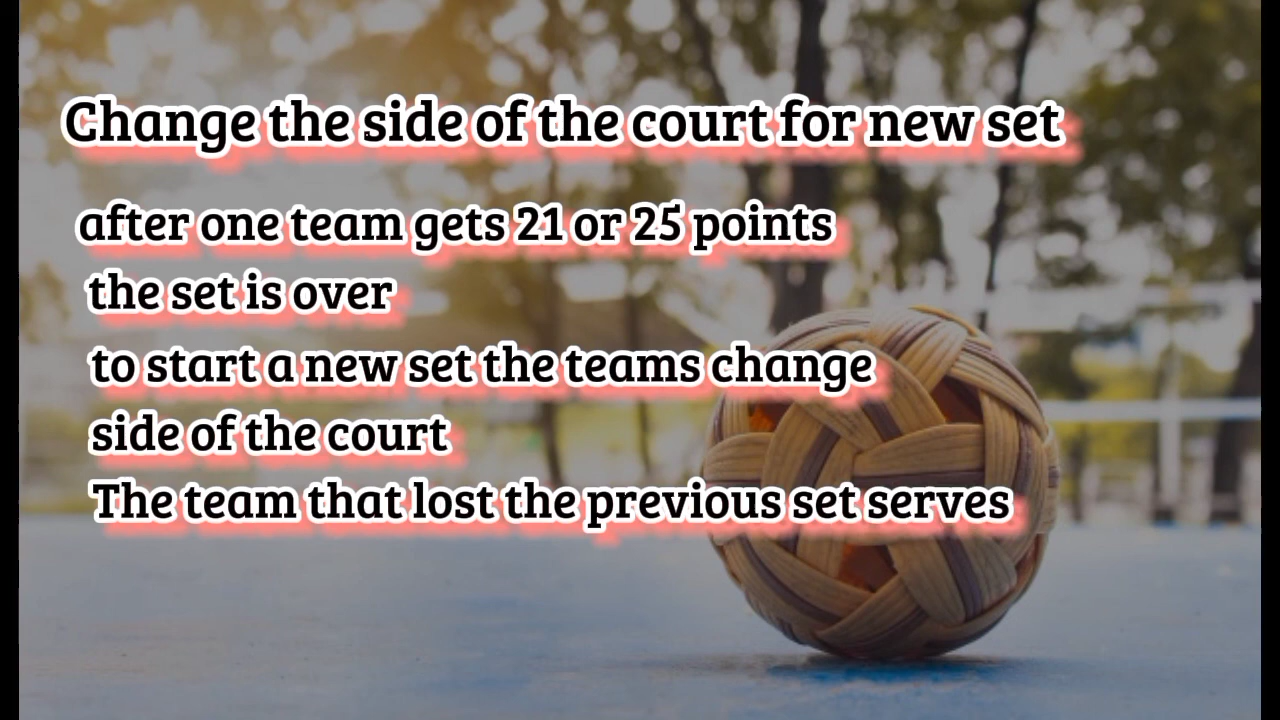 Change the side of the court for new set
after one team gets 21 or 25 points
the set is over
to start a new set the teams change
side of the court
The team that lost the previous set serves